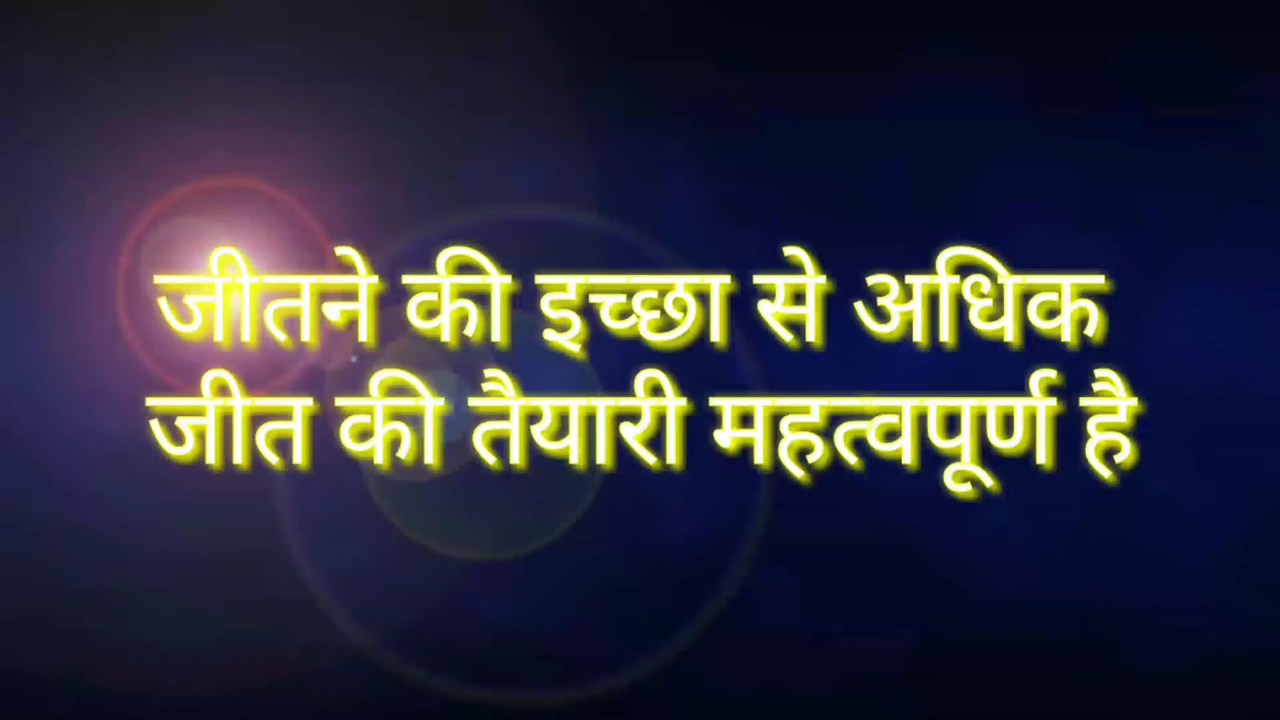 जीतने की इच्छा से अधिक
जीत की तैयारी महत्वपूर्ण है